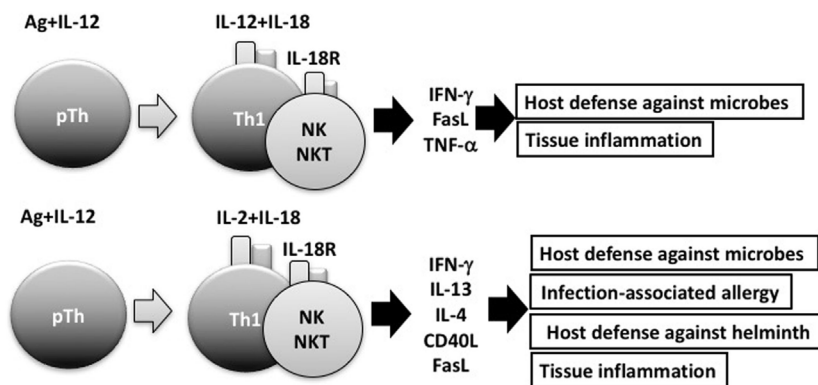 Ag+IL-12
IL-12+IL-18
IL-18R
pTh
Th1
NK
NKT
IFN-γ
FasL
TNF-α
Host defense against microbes
Tissue inflammation
Ag+IL-12
IL-2+IL-18
IL-18R
pTh
Th1
NK
NKT
IFN-γ
IL-13
IL-4
CD40L
FasL
Host defense against microbes
Infection-associated allergy
Host defense against helminth
Tissue inflammation